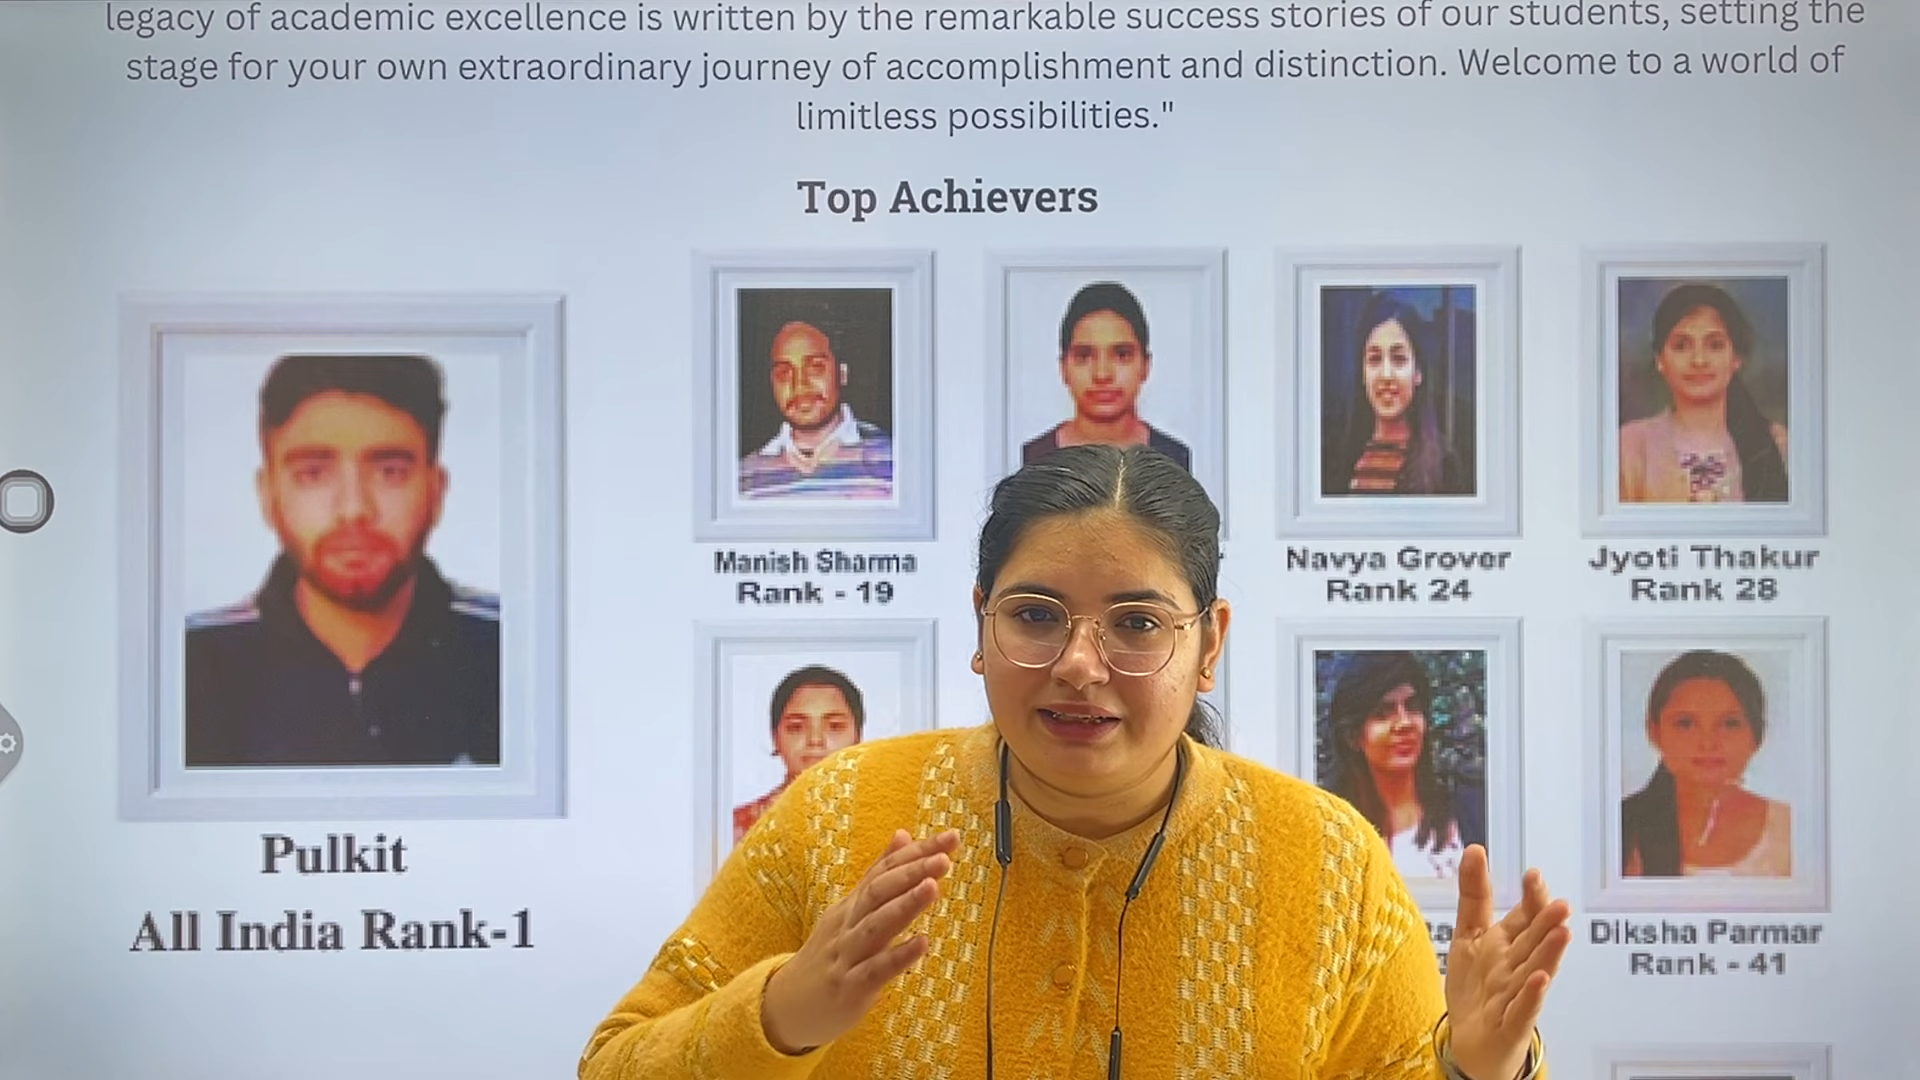 legacy of academic excellence is written by the remarkable success stories of our students, setting the
stage for your own extraordinary journey of accomplishment and distinction. Welcome to a world of
limitless possibilities."
Top Achievers
Manish Sharma
Rank - 19
Navya Grover
Rank 24
Jyoti Thakur
Rank 28
Pulkit
All India Rank-1
Diksha Parmar
Rank - 41